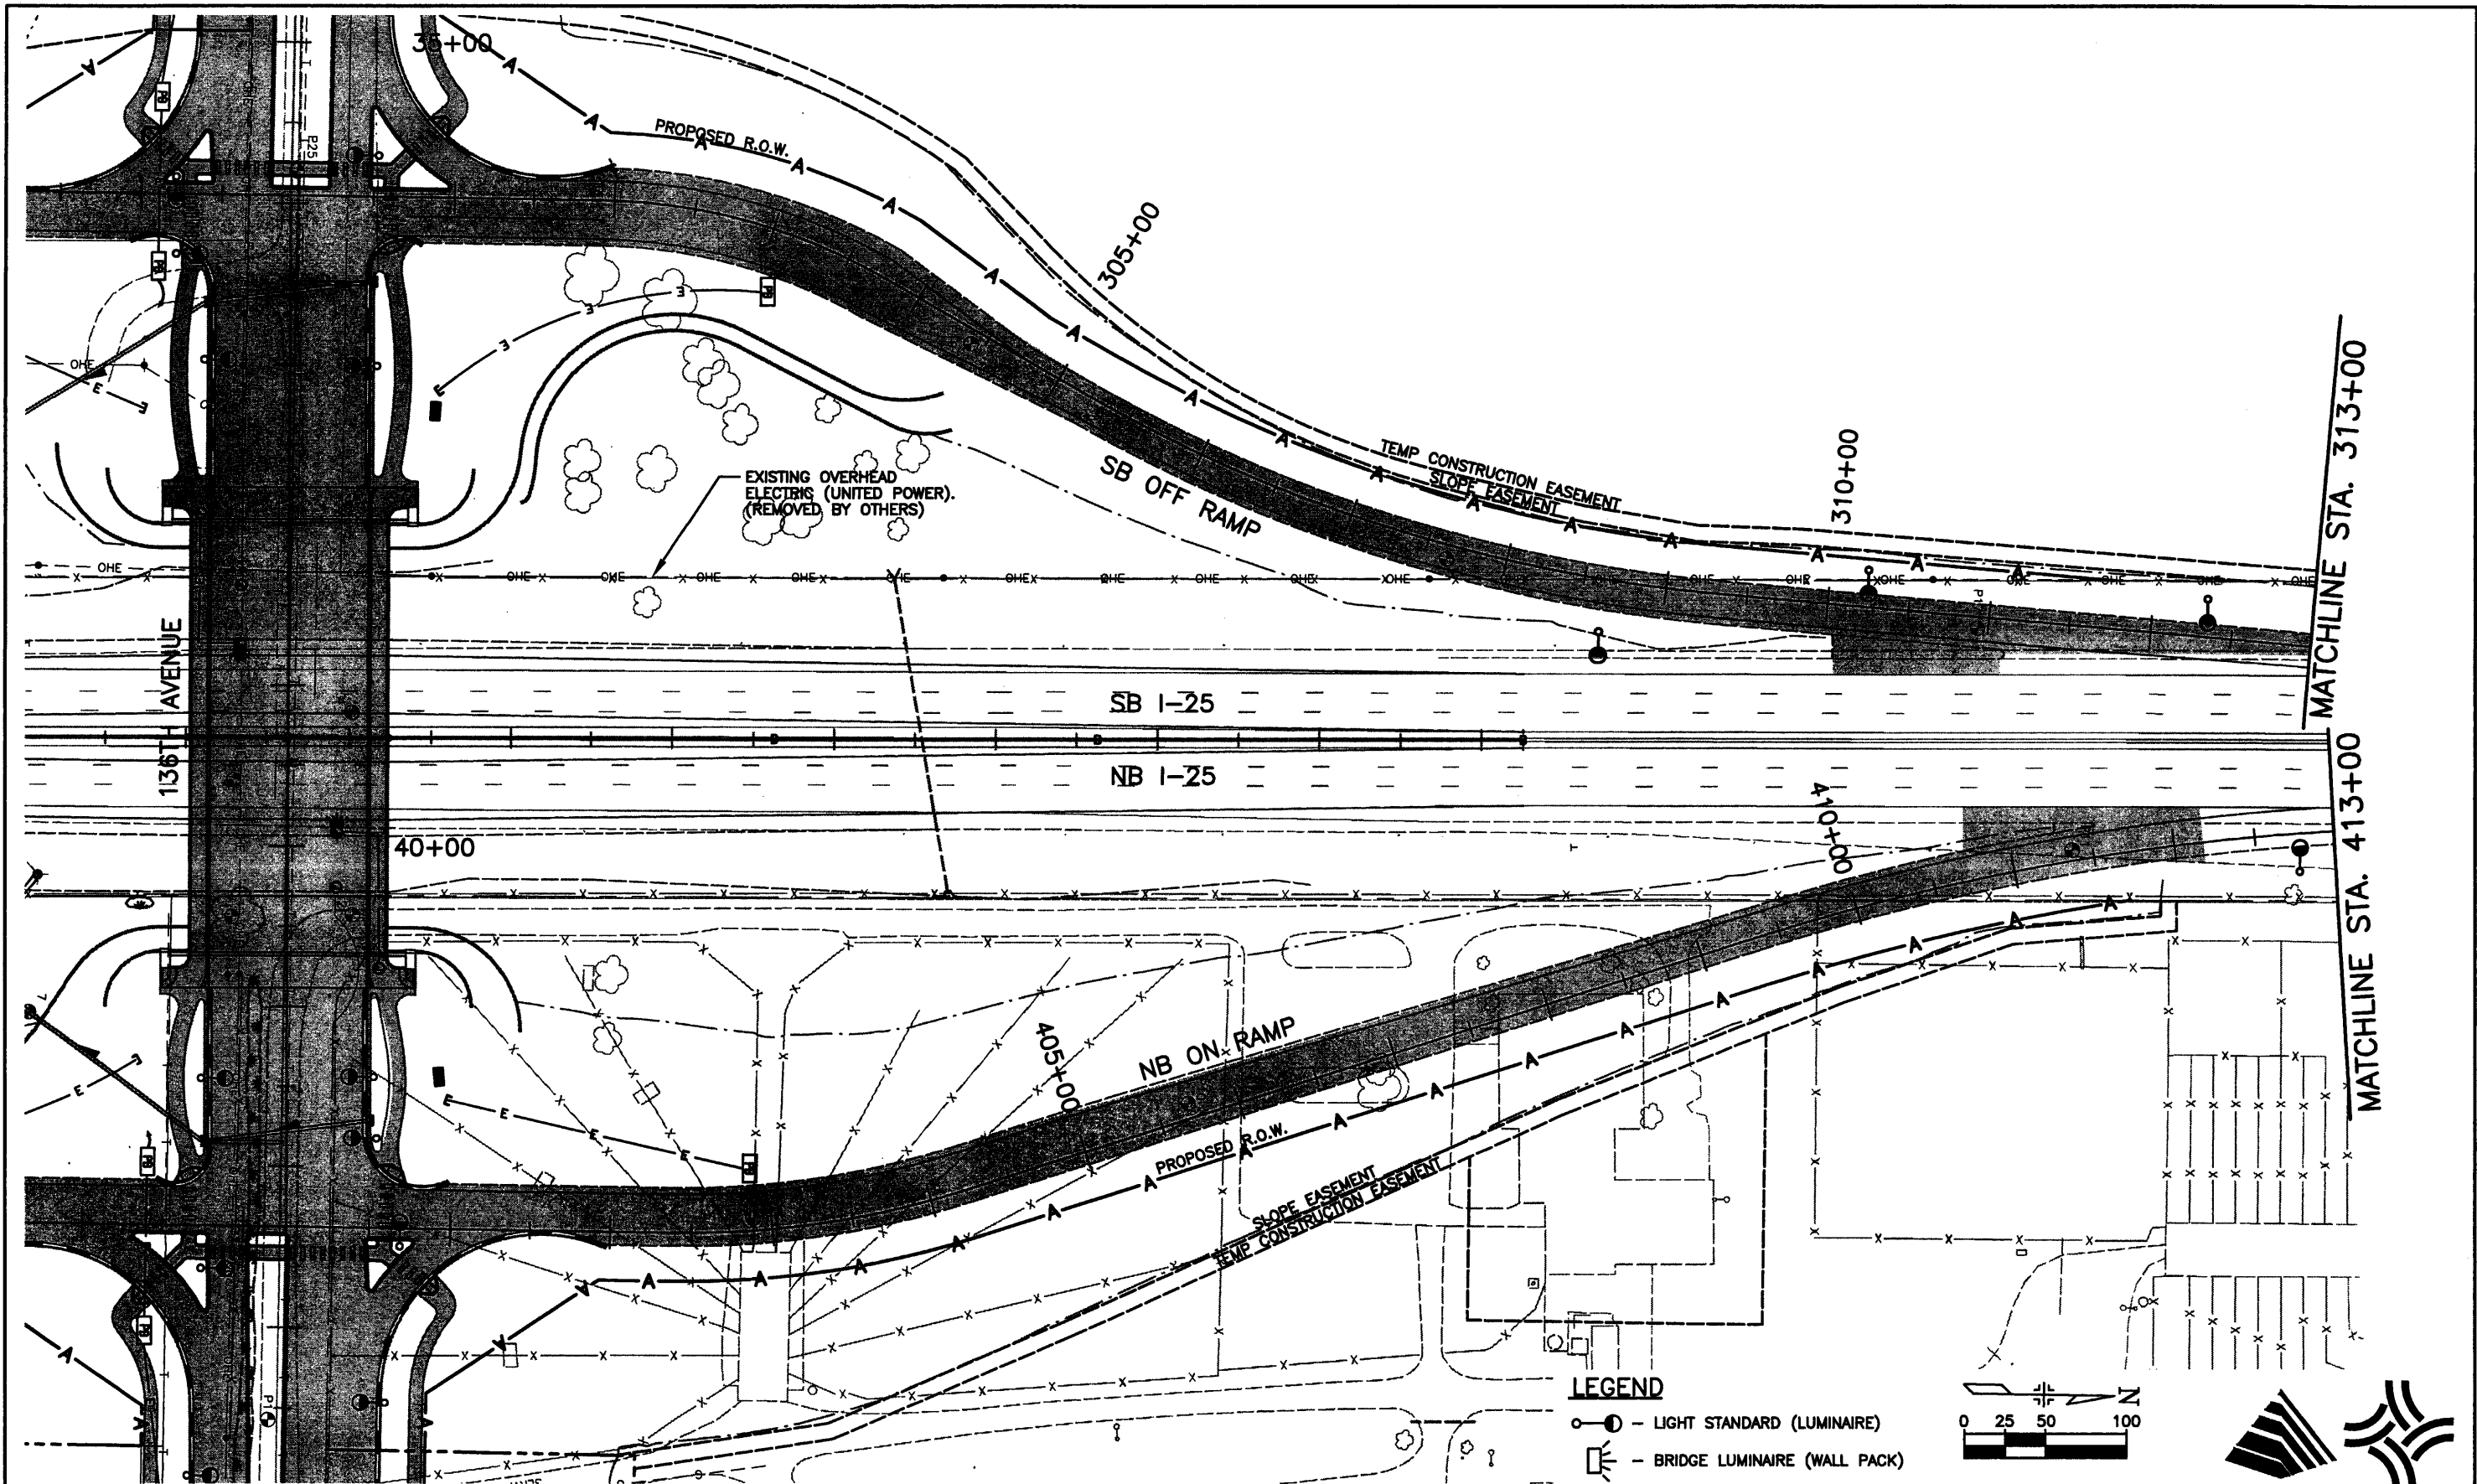 35+00
PROPOSED R.O.W.
305+00
310+00
TEMP CONSTRUCTION EASEMENT
SLOPE EASEMENT
SB OFF RAMP
EXISTING OVERHEAD
ELECTRIC (UNITED POWER).
(REMOVED BY OTHERS)
MATCHLINE STA. 313+00
136TH AVENUE
SB I-25
NB I-25
40+00
410+00
MATCHLINE STA. 413+00
405+00
NB ON RAMP
PROPOSED R.O.W.
SLOPE EASEMENT
TEMP CONSTRUCTION EASEMENT
LEGEND
- LIGHT STANDARD (LUMINAIRE)
- BRIDGE LUMINAIRE (WALL PACK)
N
0 25 50 100